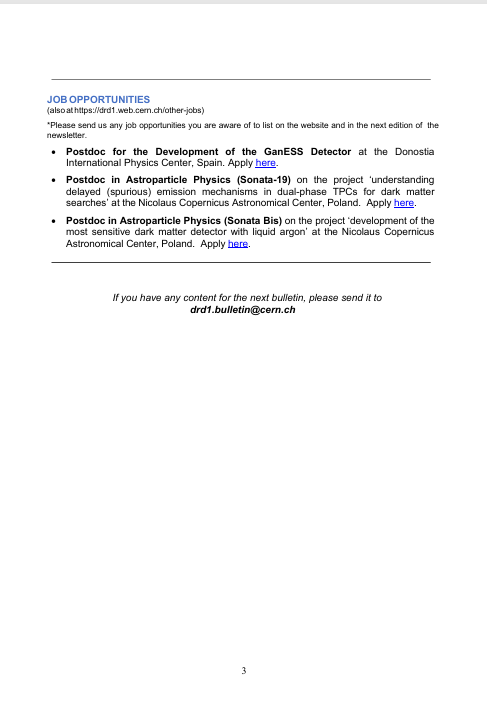 JOB OPPORTUNITIES
(also at https://drd1.web.cern.ch/other-jobs)
*Please send us any job opportunities you are aware of to list on the website and in the next edition of the
newsletter.
• Postdoc for the Development of the GanESS Detector at the Donostia
International Physics Center, Spain. Apply here.
• Postdoc in Astroparticle Physics (Sonata-19) on the project ‘understanding
delayed (spurious) emission mechanisms in dual-phase TPCs for dark matter
searches’ at the Nicolaus Copernicus Astronomical Center, Poland. Apply here.
• Postdoc in Astroparticle Physics (Sonata Bis) on the project ‘development of the
most sensitive dark matter detector with liquid argon’ at the Nicolaus Copernicus
Astronomical Center, Poland. Apply here.
If you have any content for the next bulletin, please send it to
drd1.bulletin@cern.ch
3